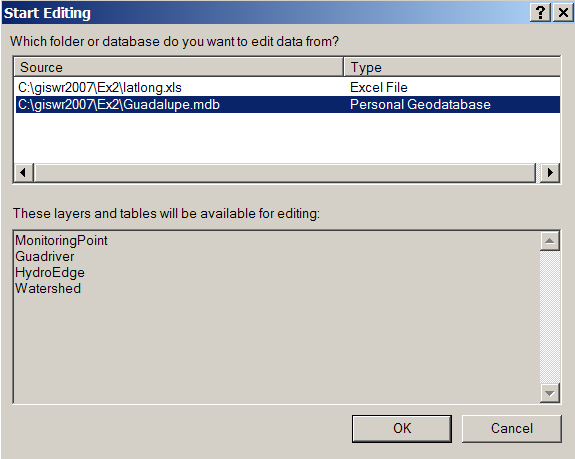 Start Editing
Which folder or database do you want to edit data from?
Source Type
C:\giswr2007\Ex2\latlong.xls Excel File
C:\giswr2007\Ex2\Guadalupe.mdb Personal Geodatabase
These layers and tables will be available for editing:
MonitoringPoint
Guadriver
HydroEdge
Watershed
OK Cancel